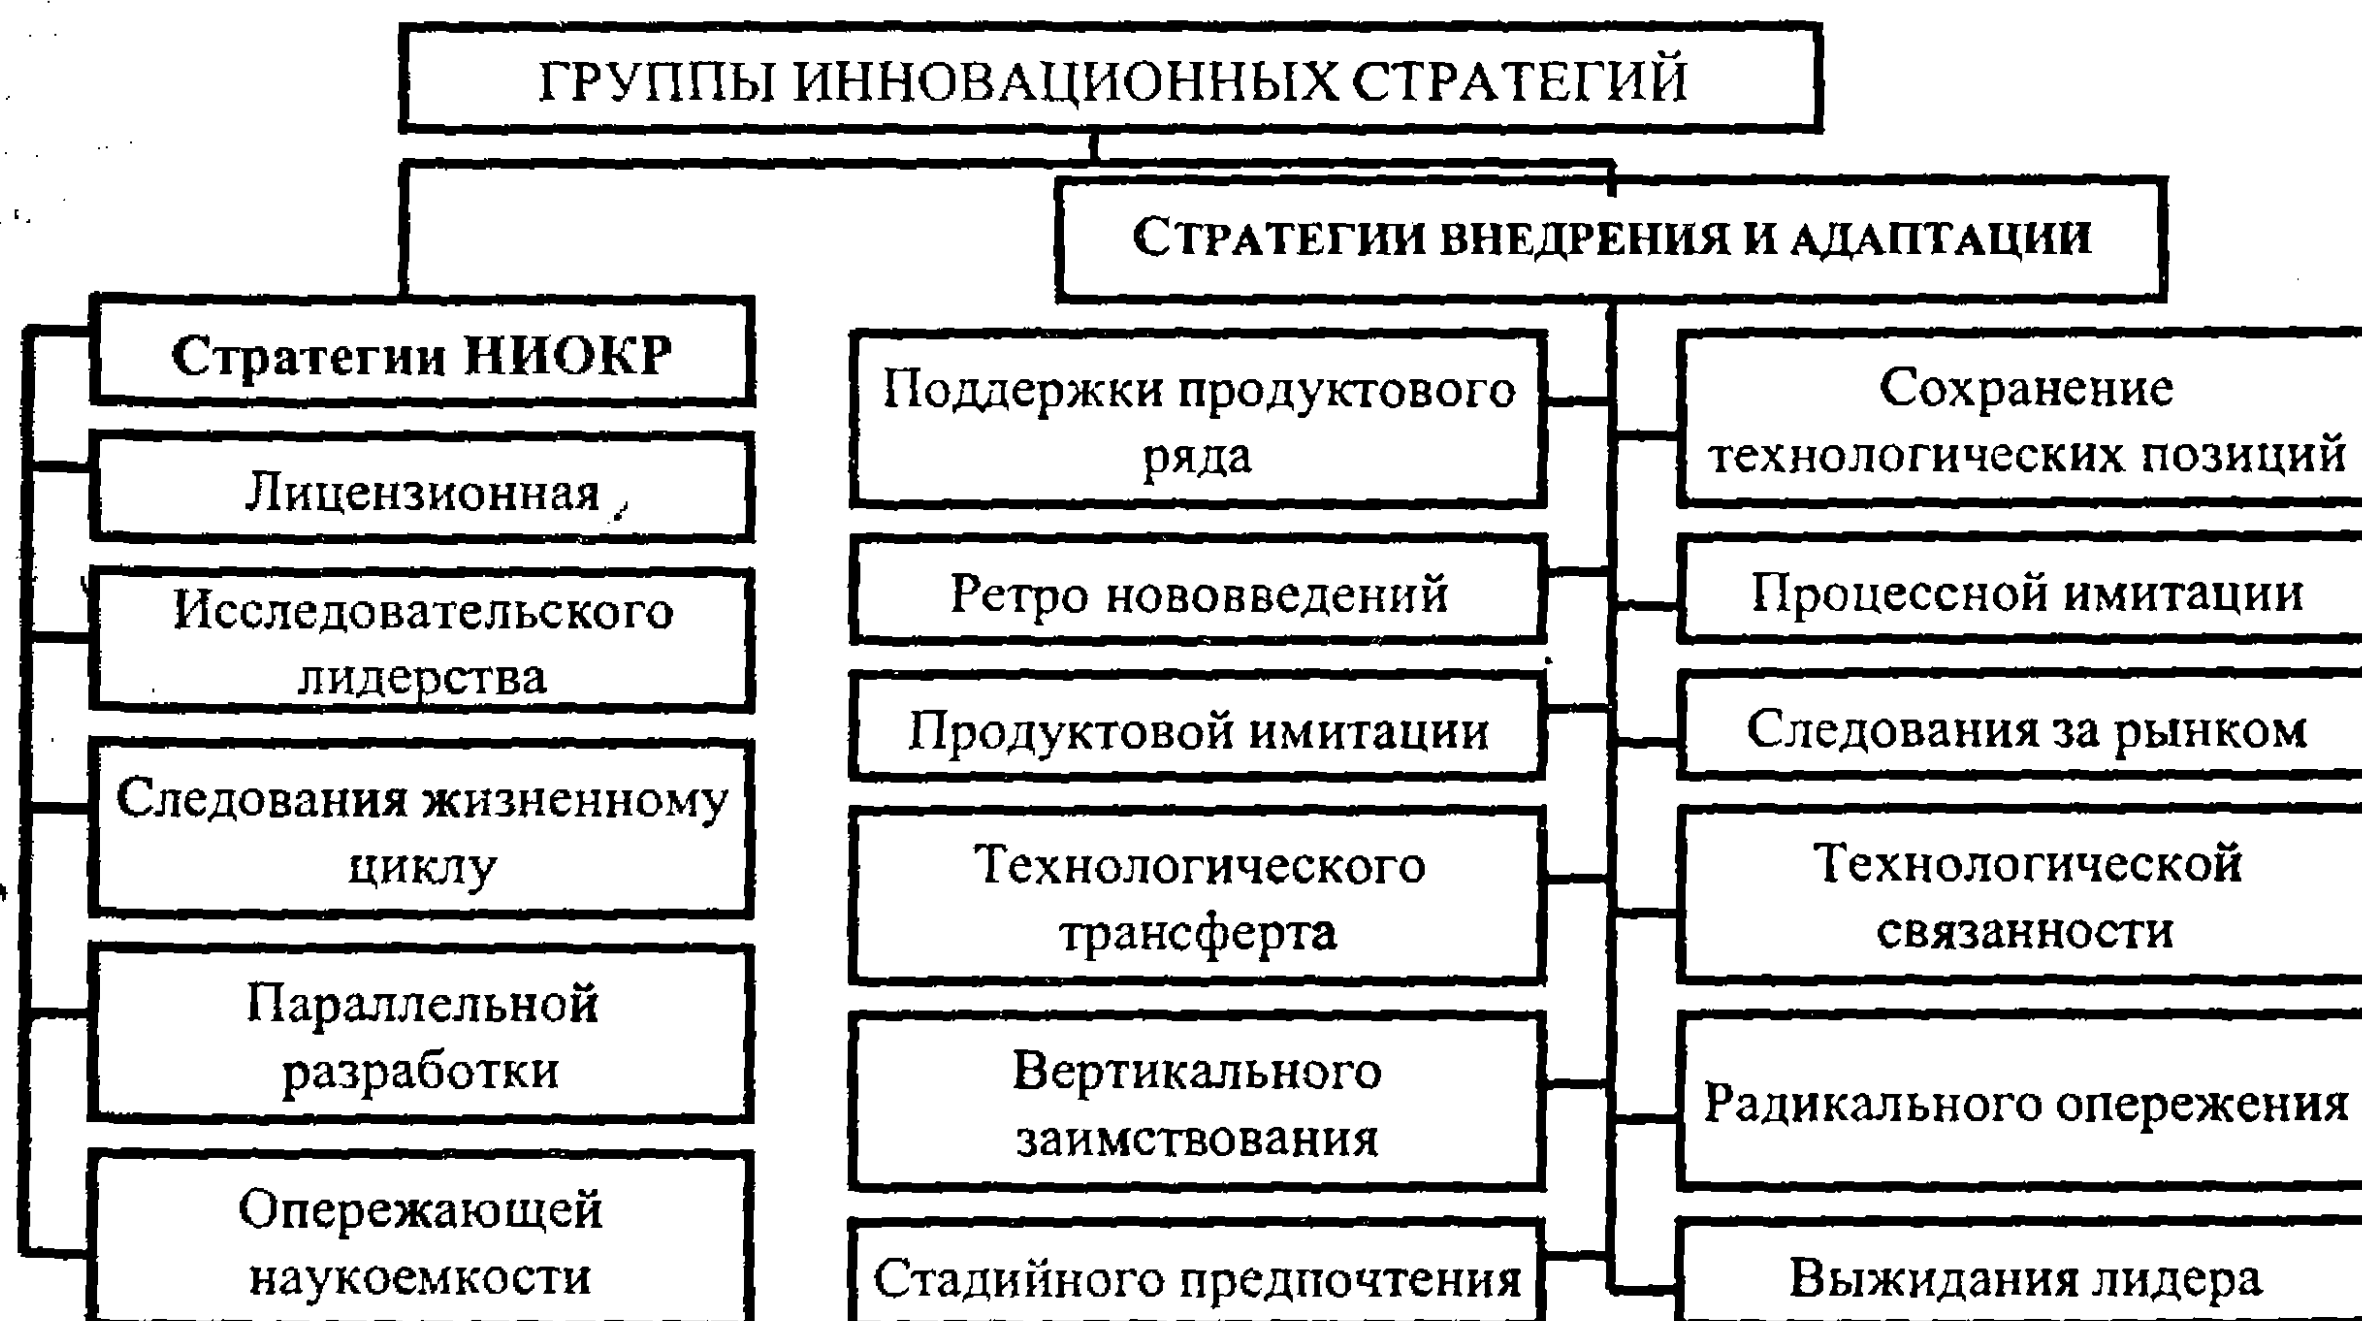 ГРУППЫ ИННОВАЦИОННЫХ СТРАТЕГИЙ
СТРАТЕГИИ ВНЕДРЕНИЯ И АДАПТАЦИИ
Стратегии НИОКР
Лицензионная
Исследовательского
лидерства
Следования жизненному
циклу
Параллельной
разработки
Опережающей
наукоемкости
Поддержки продуктового
ряда
Ретро нововведений
Продуктовой имитации
Технологического
трансферта
Вертикального
заимствования
Стадийного предпочтения
Сохранение
технологических позиций
Процессной имитации
Следования за рынком
Технологической
связанности
Радикального опережения
Выжидания лидера